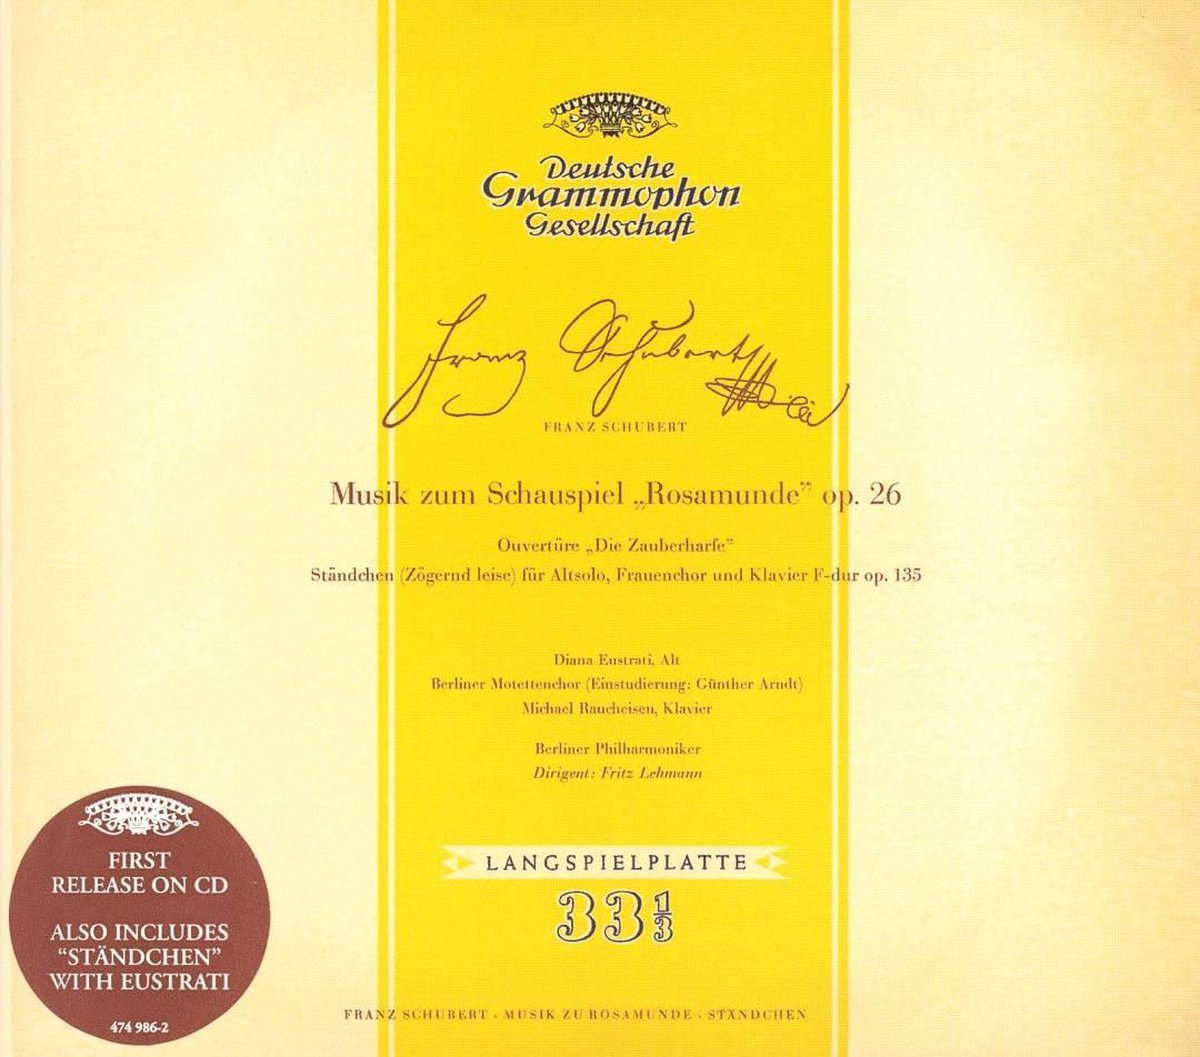 Deutsche
Grammophon
Gesellschaft
Franz Schubert
FRANZ SCHUBERT
Musik zum Schauspiel „Rosamunde” op. 26
Ouvertüre „Die Zauberharfe”
Ständchen (Zögernd leise) für Altsolo, Frauenchor und Klavier F-dur op. 135
Diana Eustrati, Alt
Berliner Motettenchor (Einstudierung: Günther Arndt)
Michael Raucheisen, Klavier
Berliner Philharmoniker
Dirigent: Fritz Lehmann
LANGSPIELPLATTE
33 1/3
FIRST
RELEASE ON CD
ALSO INCLUDES
“STÄNDCHEN”
WITH EUSTRATI
474 986-2
FRANZ SCHUBERT · MUSIK ZU ROSAMUNDE · STÄNDCHEN